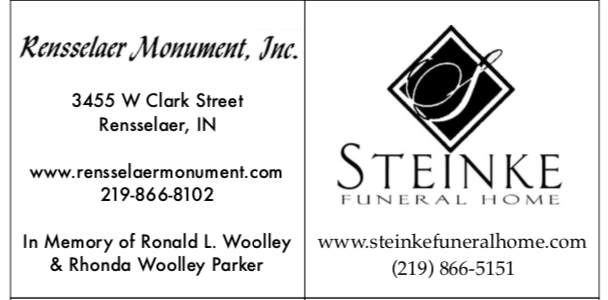 Rensselaer Monument, Inc.
3455 W Clark Street
Rensselaer, IN
www.rensselaermonument.com
219-866-8102
In Memory of Ronald L. Woolley
& Rhonda Woolley Parker
S
STEINKE
FUNERAL HOME
www.steinkefuneralhome.com
(219) 866-5151